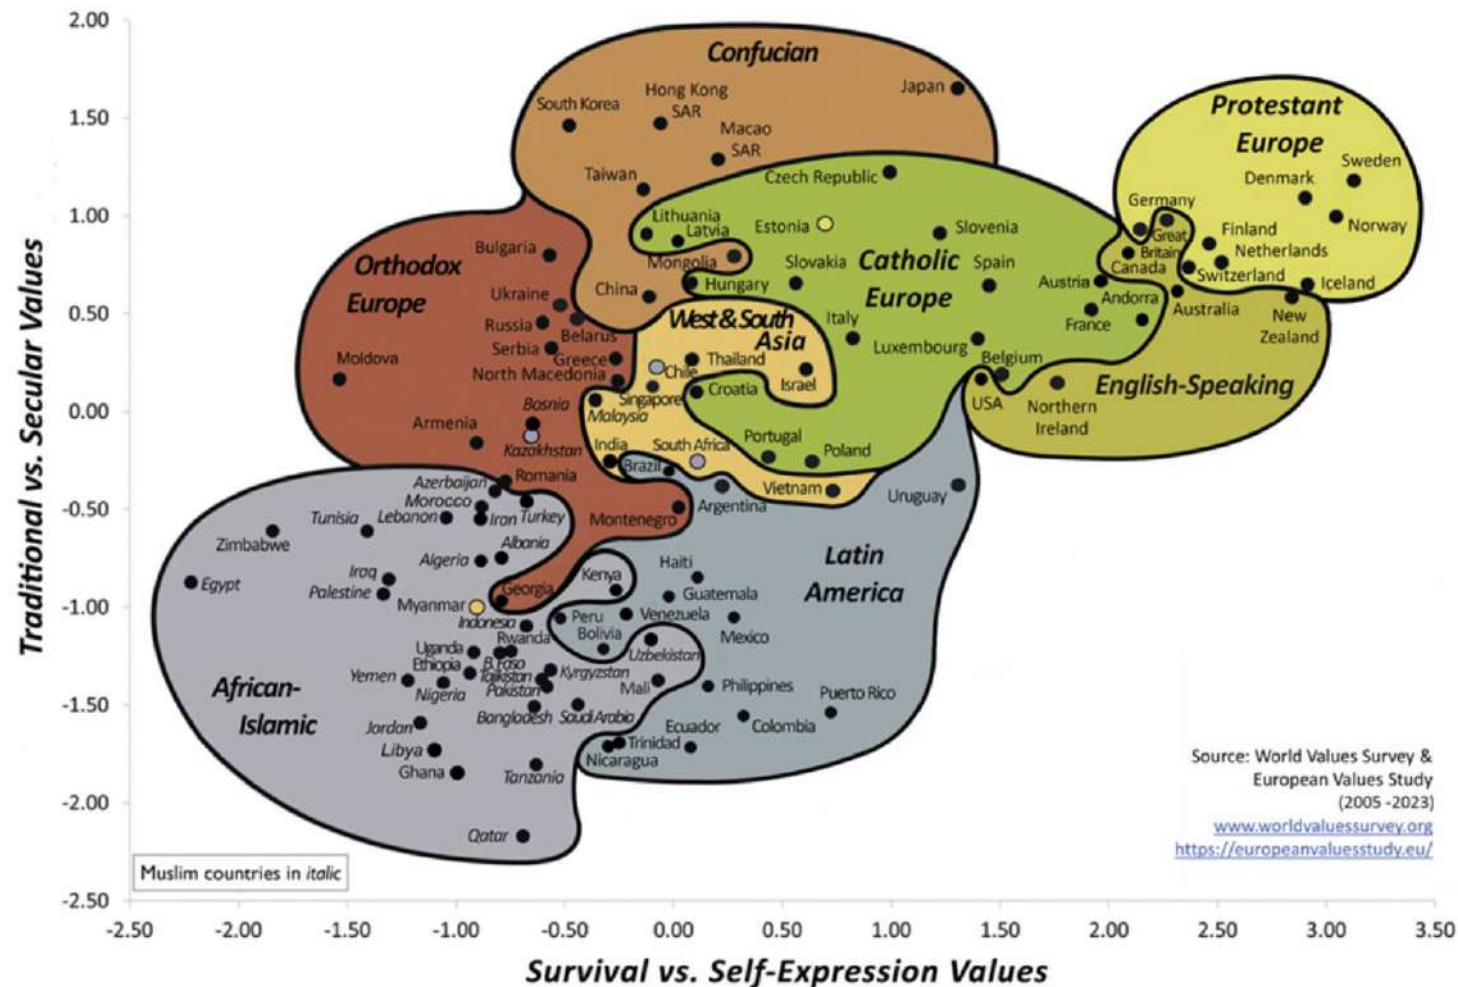 2.00
1.50
1.00
0.50
0.00
-0.50
-1.00
-1.50
-2.00
-2.50
Traditional vs. Secular Values
-2.50
-2.00
-1.50
-1.00
-0.50
0.00
0.50
1.00
1.50
2.00
2.50
3.00
3.50
Survival vs. Self-Expression Values
Confucian
Japan
South Korea
Hong Kong
SAR
Macao
SAR
Taiwan
Mongolia
China
Protestant
Europe
Sweden
Denmark
Norway
Germany
Finland
Netherlands
Switzerland
Iceland
Catholic
Europe
Czech Republic
Lithuania
Latvia
Estonia
Slovenia
Slovakia
Spain
Hungary
Austria
Andorra
France
Italy
Luxembourg
Belgium
Croatia
Portugal
Poland
English-Speaking
Great
Britain
Canada
Australia
New
Zealand
USA
Northern
Ireland
Orthodox
Europe
Bulgaria
Ukraine
Russia
Belarus
Serbia
Greece
North Macedonia
Moldova
Bosnia
Armenia
Kazakhstan
Romania
Montenegro
Georgia
West & South
Asia
Thailand
Chile
Israel
Singapore
Malaysia
India
South Africa
Vietnam
Latin
America
Brazil
Argentina
Uruguay
Haiti
Guatemala
Venezuela
Mexico
Peru
Bolivia
Philippines
Puerto Rico
Ecuador
Colombia
Trinidad
Nicaragua
African-
Islamic
Azerbaijan
Morocco
Lebanon
Iran
Turkey
Tunisia
Zimbabwe
Albania
Algeria
Iraq
Egypt
Palestine
Myanmar
Indonesia
Kenya
Rwanda
Uganda
B. Faso
Ethiopia
Tajikistan
Kyrgyzstan
Uzbekistan
Yemen
Nigeria
Pakistan
Mali
Bangladesh
Saudi Arabia
Jordan
Libya
Ghana
Tanzania
Qatar
Muslim countries in italic
Source: World Values Survey &
European Values Study
(2005 -2023)
www.worldvaluessurvey.org
https://europeanvaluesstudy.eu/